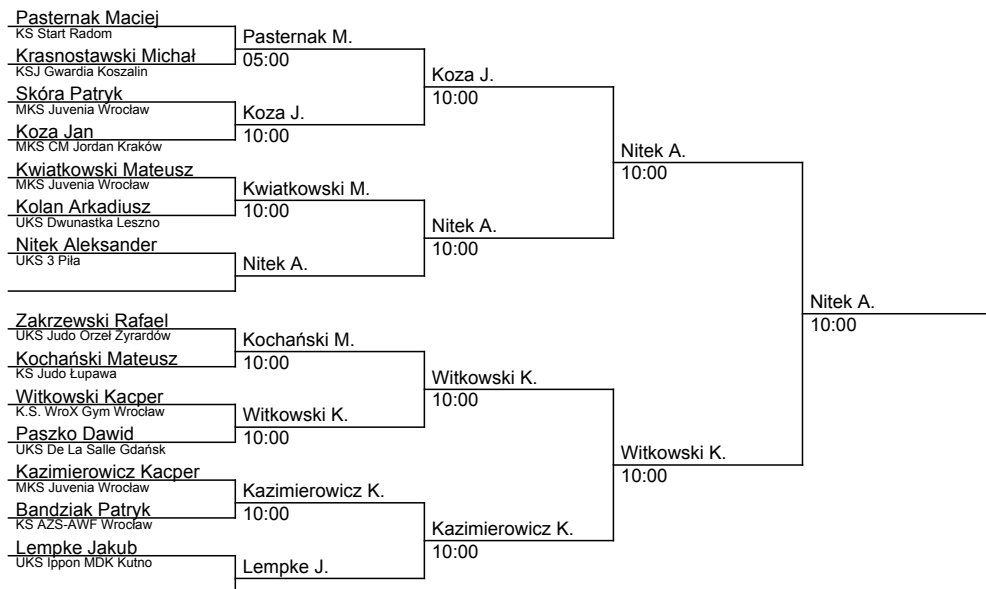 Pasternak Maciej
KS Start Radom
Krasnostawski Michał
KSJ Gwardia Koszalin
Skóra Patryk
MKS Juvenia Wrocław
Koza Jan
MKS CM Jordan Kraków
Kwiatkowski Mateusz
MKS Juvenia Wrocław
Kolan Arkadiusz
UKS Dwunastka Leszno
Nitek Aleksander
UKS 3 Piła
Zakrzewski Rafael
UKS Judo Orzeł Żyrardów
Kochański Mateusz
KS Judo Łupawa
Witkowski Kacper
K.S. WroX Gym Wrocław
Paszko Dawid
UKS De La Salle Gdańsk
Kazimierowicz Kacper
MKS Juvenia Wrocław
Bandziak Patryk
KS AZS-AWF Wrocław
Lempke Jakub
UKS Ippon MDK Kutno
Pasternak M.
05:00
Koza J.
10:00
Kwiatkowski M.
10:00
Nitek A.
Kochański M.
10:00
Witkowski K.
10:00
Kazimierowicz K.
10:00
Lempke J.
Koza J.
10:00
Nitek A.
10:00
Witkowski K.
10:00
Kazimierowicz K.
10:00
Nitek A.
10:00
Witkowski K.
10:00
Nitek A.
10:00